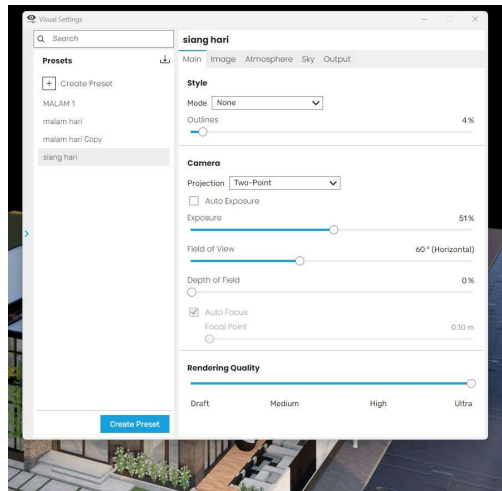 Visual Settings
Search
Presets
Create Preset
MALAM 1
malam hari
malam hari Copy
siang hari
Create Preset
siang hari
Main Image Atmosphere Sky Output
Style
Mode None
Outlines 4%
Camera
Projection Two-Point
Auto Exposure
Exposure 51%
Field of View 60 ° (Horizontal)
Depth of Field 0%
Auto Focus
Focal Point 0.10 m
Rendering Quality
Draft Medium High Ultra